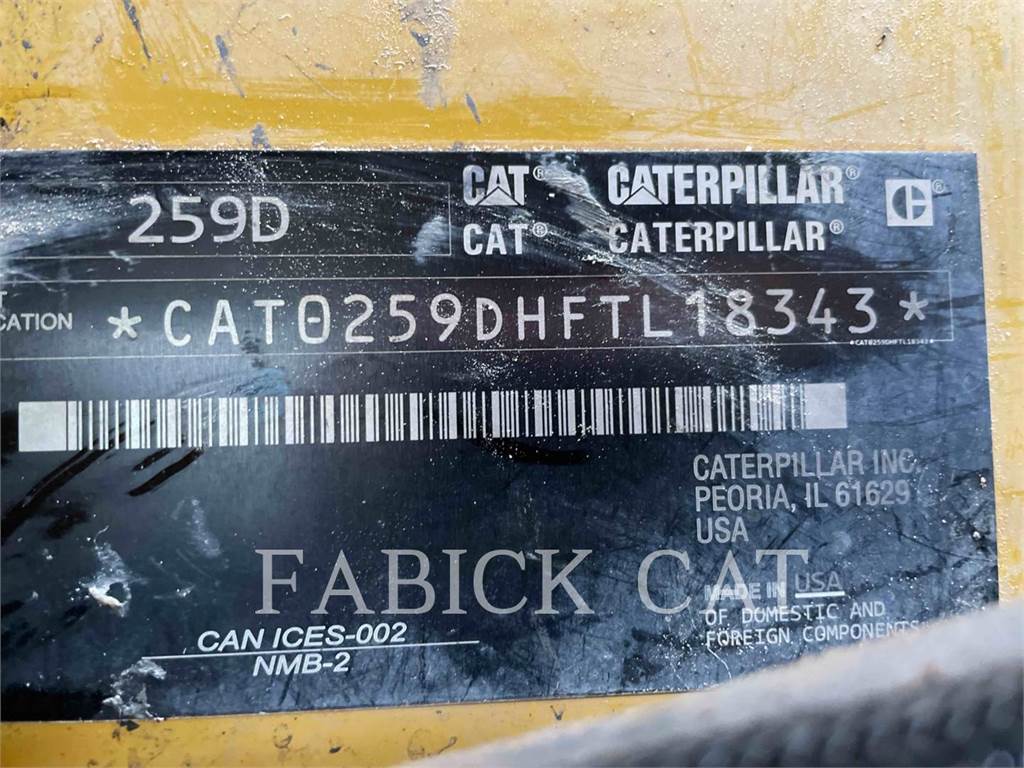 259D
CAT® CATERPILLAR®
CAT® CATERPILLAR®
CATION *CAT0259DHFTL18343*
*CAT0259DHFTL18343*
CATERPILLAR INC.
PEORIA, IL 61629
USA
FABICK CAT
MADE IN USA
OF DOMESTIC AND
FOREIGN COMPONENTS
CAN ICES-002
NMB-2